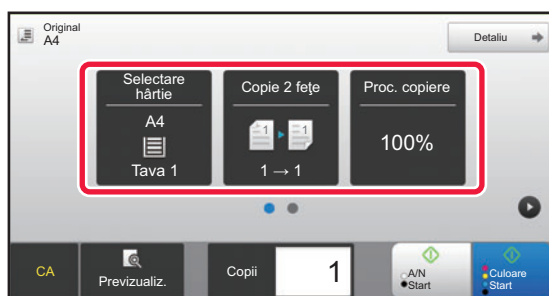 Original
A4
Detaliu
Selectare
hârtie
A4
Tava 1
Copie 2 feţe
1 1
1 → 1
Proc. copiere
100%
CA
Previzualiz.
Copii
1
A/N
Start
Culoare
Start